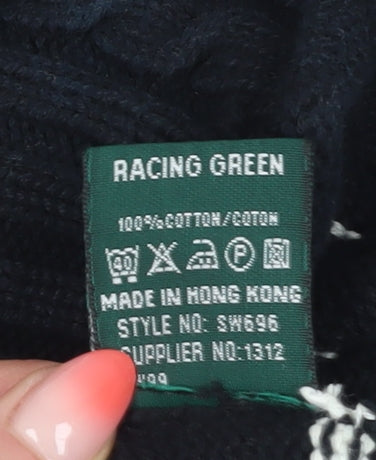 RACING GREEN
100%COTTON/COTON
40 P
MADE IN HONG KONG
STYLE NO: SW696
SUPPLIER NO:1312